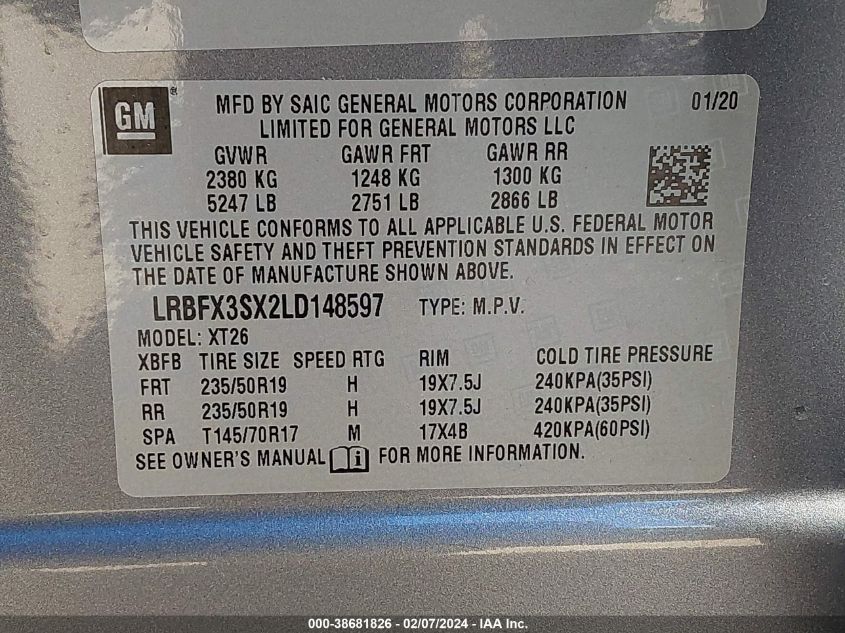 GM
®
MFD BY SAIC GENERAL MOTORS CORPORATION 01/20
LIMITED FOR GENERAL MOTORS LLC
GVWR GAWR FRT GAWR RR
2380 KG 1248 KG 1300 KG
5247 LB 2751 LB 2866 LB
THIS VEHICLE CONFORMS TO ALL APPLICABLE U.S. FEDERAL MOTOR
VEHICLE SAFETY AND THEFT PREVENTION STANDARDS IN EFFECT ON
THE DATE OF MANUFACTURE SHOWN ABOVE.
LRBFX3SX2LD148597 TYPE: M.P.V.
MODEL: XT26
XBFB TIRE SIZE SPEED RTG RIM COLD TIRE PRESSURE
FRT 235/50R19 H 19X7.5J 240KPA(35PSI)
RR 235/50R19 H 19X7.5J 240KPA(35PSI)
SPA T145/70R17 M 17X4B 420KPA(60PSI)
SEE OWNER'S MANUAL FOR MORE INFORMATION.
000-38681826 - 02/07/2024 - IAA Inc.